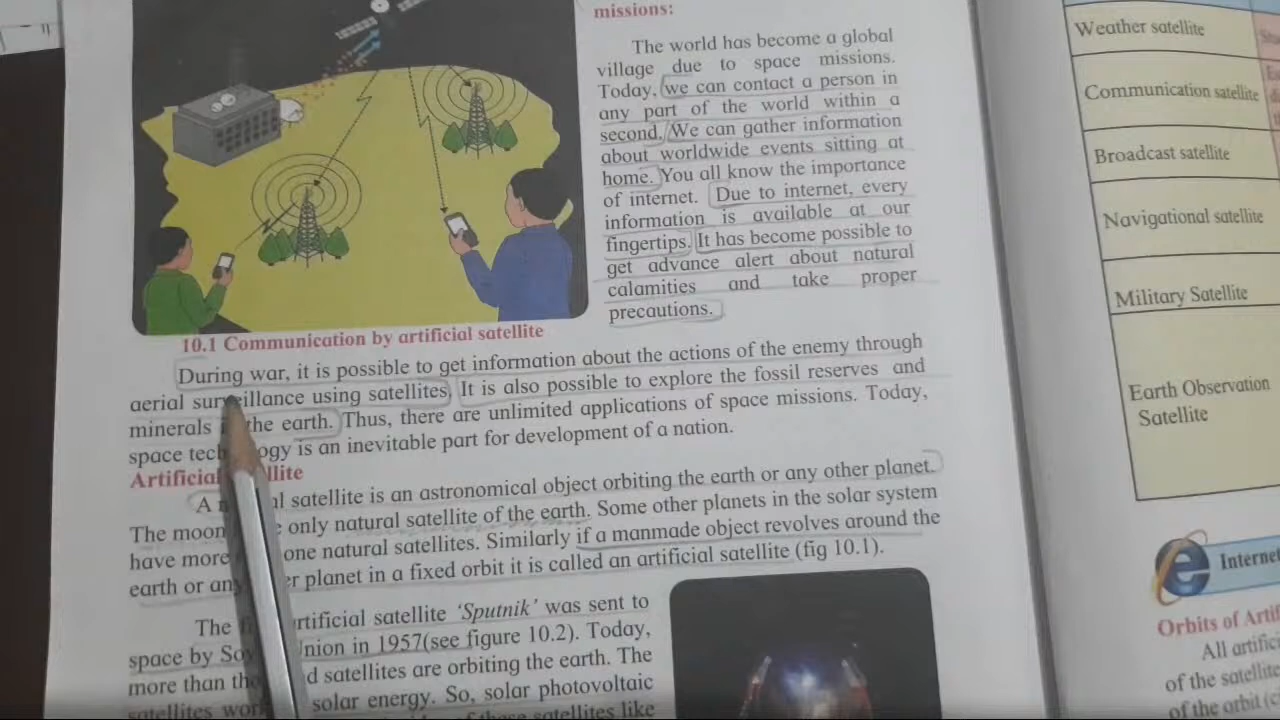 missions:
The world has become a global
village due to space missions.
Today, we can contact a person in
any part of the world within a
second. We can gather information
about worldwide events sitting at
home. You all know the importance
of internet. Due to internet, every
information is available at our
fingertips. It has become possible to
get advance alert about natural
calamities and take proper
precautions.
10.1 Communication by artificial satellite
During war, it is possible to get information about the actions of the enemy through
aerial surveillance using satellites. It is also possible to explore the fossil reserves and
minerals the earth. Thus, there are unlimited applications of space missions. Today,
space is an inevitable part for development of a nation.
Artificial
A satellite is an astronomical object orbiting the earth or any other planet.
The moon only natural satellite of the earth. Some other planets in the solar system
have more one natural satellites. Similarly if a manmade object revolves around the
earth or planet in a fixed orbit it is called an artificial satellite (fig 10.1).
The artificial satellite 'Sputnik' was sent to
space by Union in 1957(see figure 10.2). Today,
more than satellites are orbiting the earth. The
satellites solar energy. So, solar photovoltaic
of these satellites like
Weather satellite
Communication satellite
Broadcast satellite
Navigational satellite
Military Satellite
Earth Observation
Satellite
Internet
Orbits of
All
of the
of the orbit